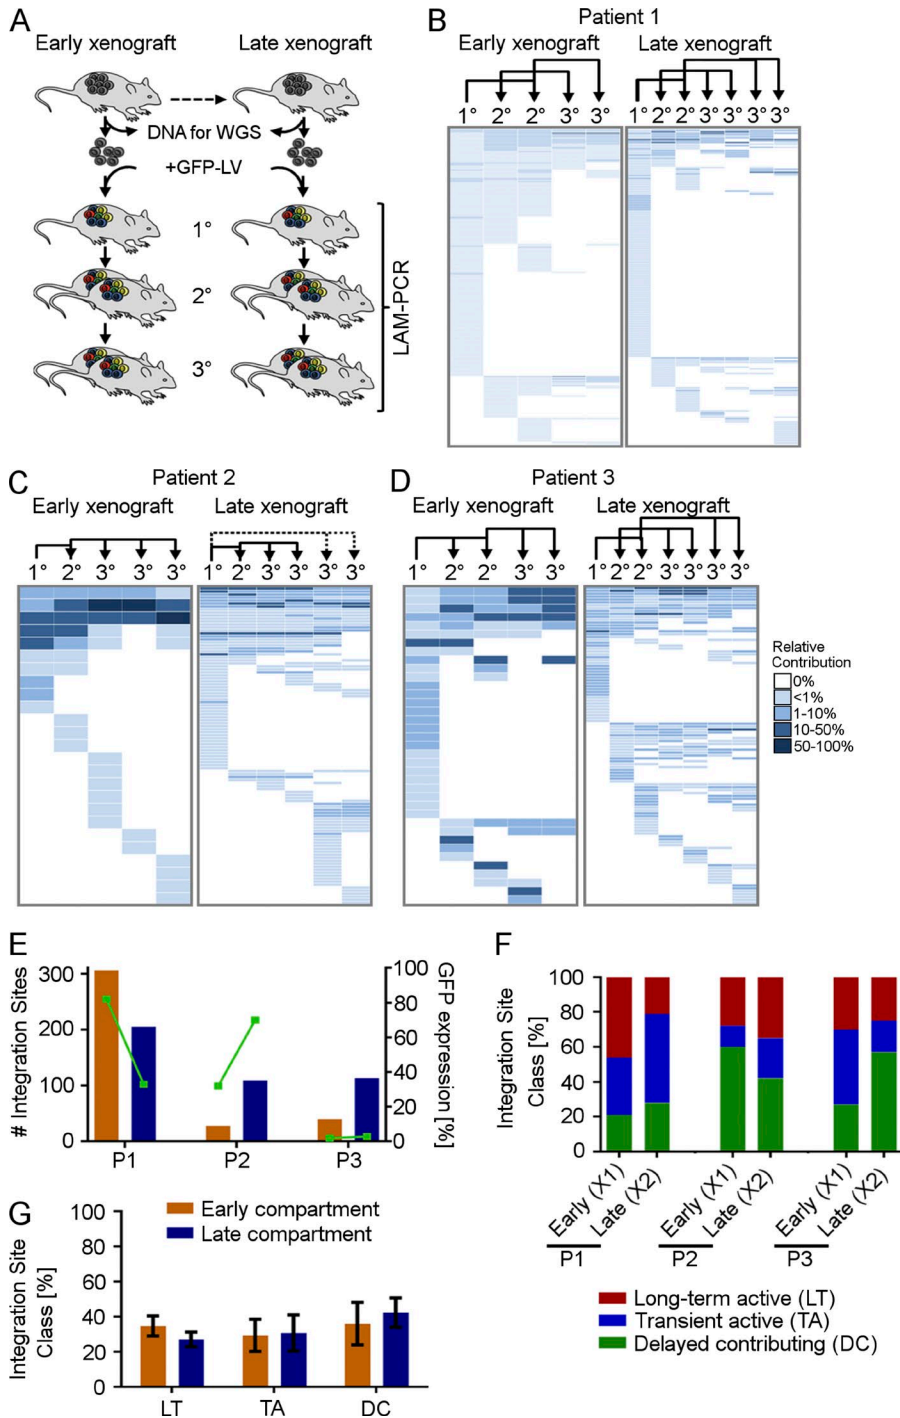 A
Early xenograft
Late xenograft
DNA for WGS
+GFP-LV
1°
2°
3°
LAM-PCR
B
Patient 1
Early xenograft
Late xenograft
1° 2° 2° 3° 3°
1° 2° 2° 3° 3° 3° 3°
C
Patient 2
Early xenograft
Late xenograft
1° 2° 3° 3° 3°
1° 2° 3° 3° 3° 3°
D
Patient 3
Early xenograft
Late xenograft
1° 2° 2° 3° 3°
1° 2° 2° 3° 3° 3° 3°
Relative
Contribution
0%
<1%
1-10%
10-50%
50-100%
E
# Integration Sites
300
200
100
0
P1
P2
P3
100
80
60
40
20
0
GFP expression [%]
F
Integration Site
Class [%]
100
80
60
40
20
0
Early (X1)
Late (X2)
Early (X1)
Late (X2)
Early (X1)
Late (X2)
P1
P2
P3
Long-term active (LT)
Transient active (TA)
Delayed contributing (DC)
G
Integration Site
Class [%]
100
80
60
40
20
0
Early compartment
Late compartment
LT
TA
DC